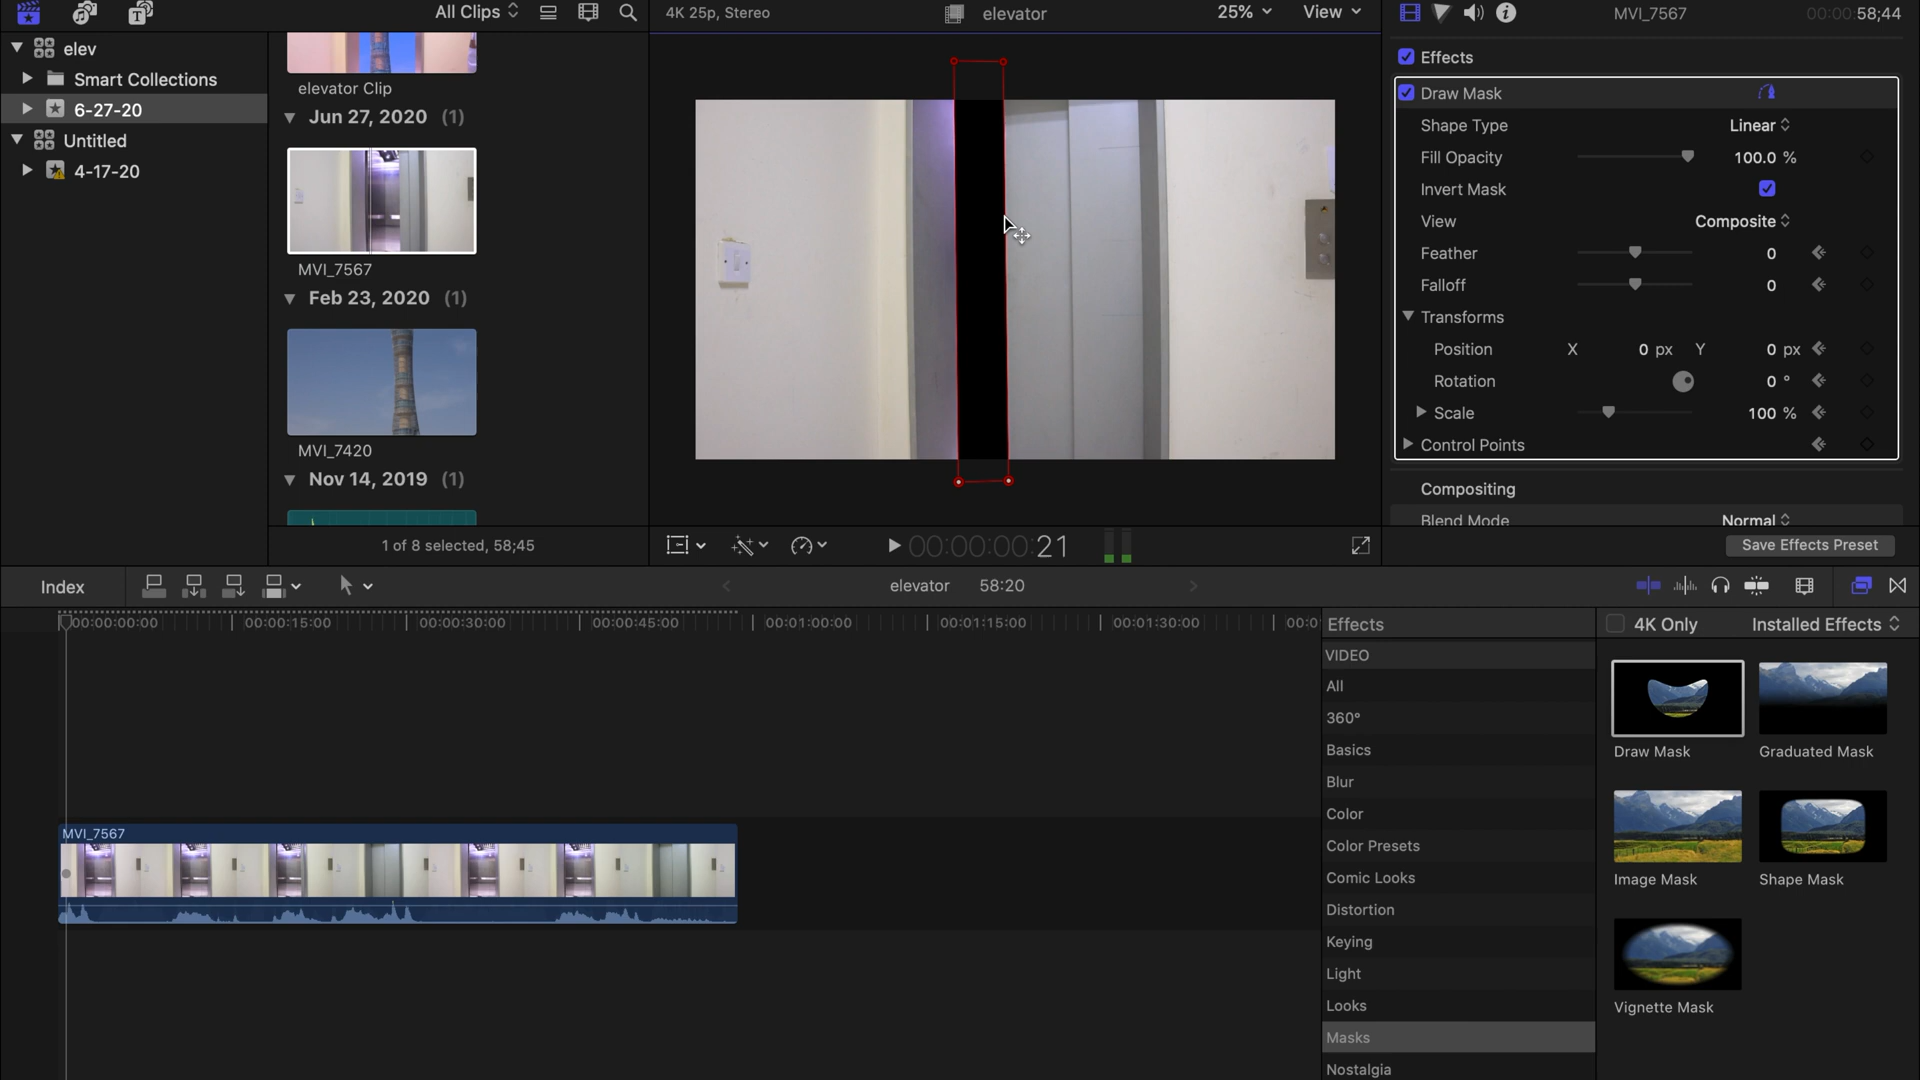 All Clips
4K 25p, Stereo
elevator
25%
View
MVI_7567
00:00:58;44
elev
Smart Collections
6-27-20
Untitled
4-17-20
elevator Clip
Jun 27, 2020 (1)
MVI_7567
Feb 23, 2020 (1)
MVI_7420
Nov 14, 2019 (1)
1 of 8 selected, 58;45
00:00:00:21
Effects
Draw Mask
Shape Type Linear
Fill Opacity 100.0 %
Invert Mask
View Composite
Feather 0
Falloff 0
Transforms
Position X 0 px Y 0 px
Rotation 0 °
Scale 100 %
Control Points
Compositing
Blend Mode Normal
Save Effects Preset
Index
elevator 58:20
00:00:00:00 00:00:15:00 00:00:30:00 00:00:45:00 00:01:00:00 00:01:15:00 00:01:30:00 00:0
MVI_7567
Effects
4K Only
Installed Effects
VIDEO
All
360°
Basics
Blur
Color
Color Presets
Comic Looks
Distortion
Keying
Light
Looks
Masks
Nostalgia
Draw Mask
Graduated Mask
Image Mask
Shape Mask
Vignette Mask